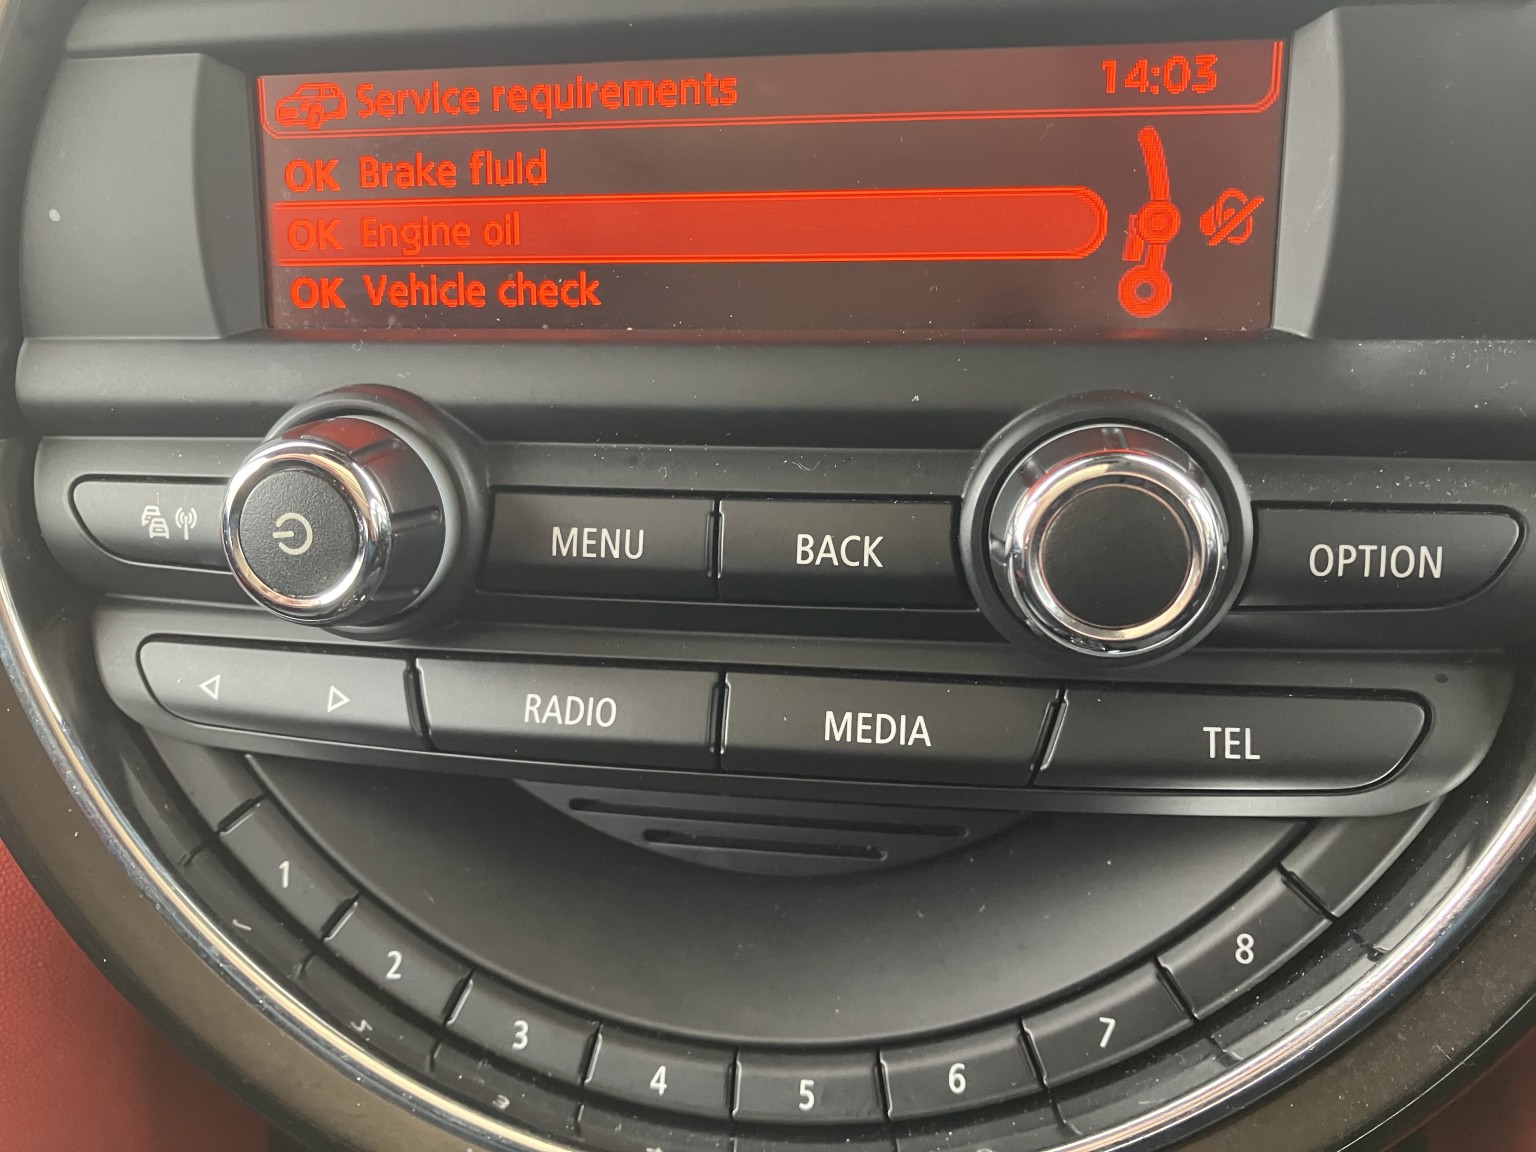 Service requirements 14:03
OK Brake fluid
OK Engine oil
OK Vehicle check
MENU BACK OPTION
RADIO MEDIA TEL
1 2 3 4 5 6 7 8